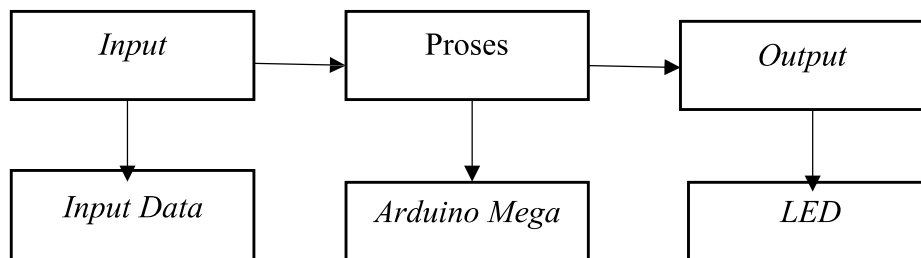 Input
Proses
Output
Input Data
Arduino Mega
LED